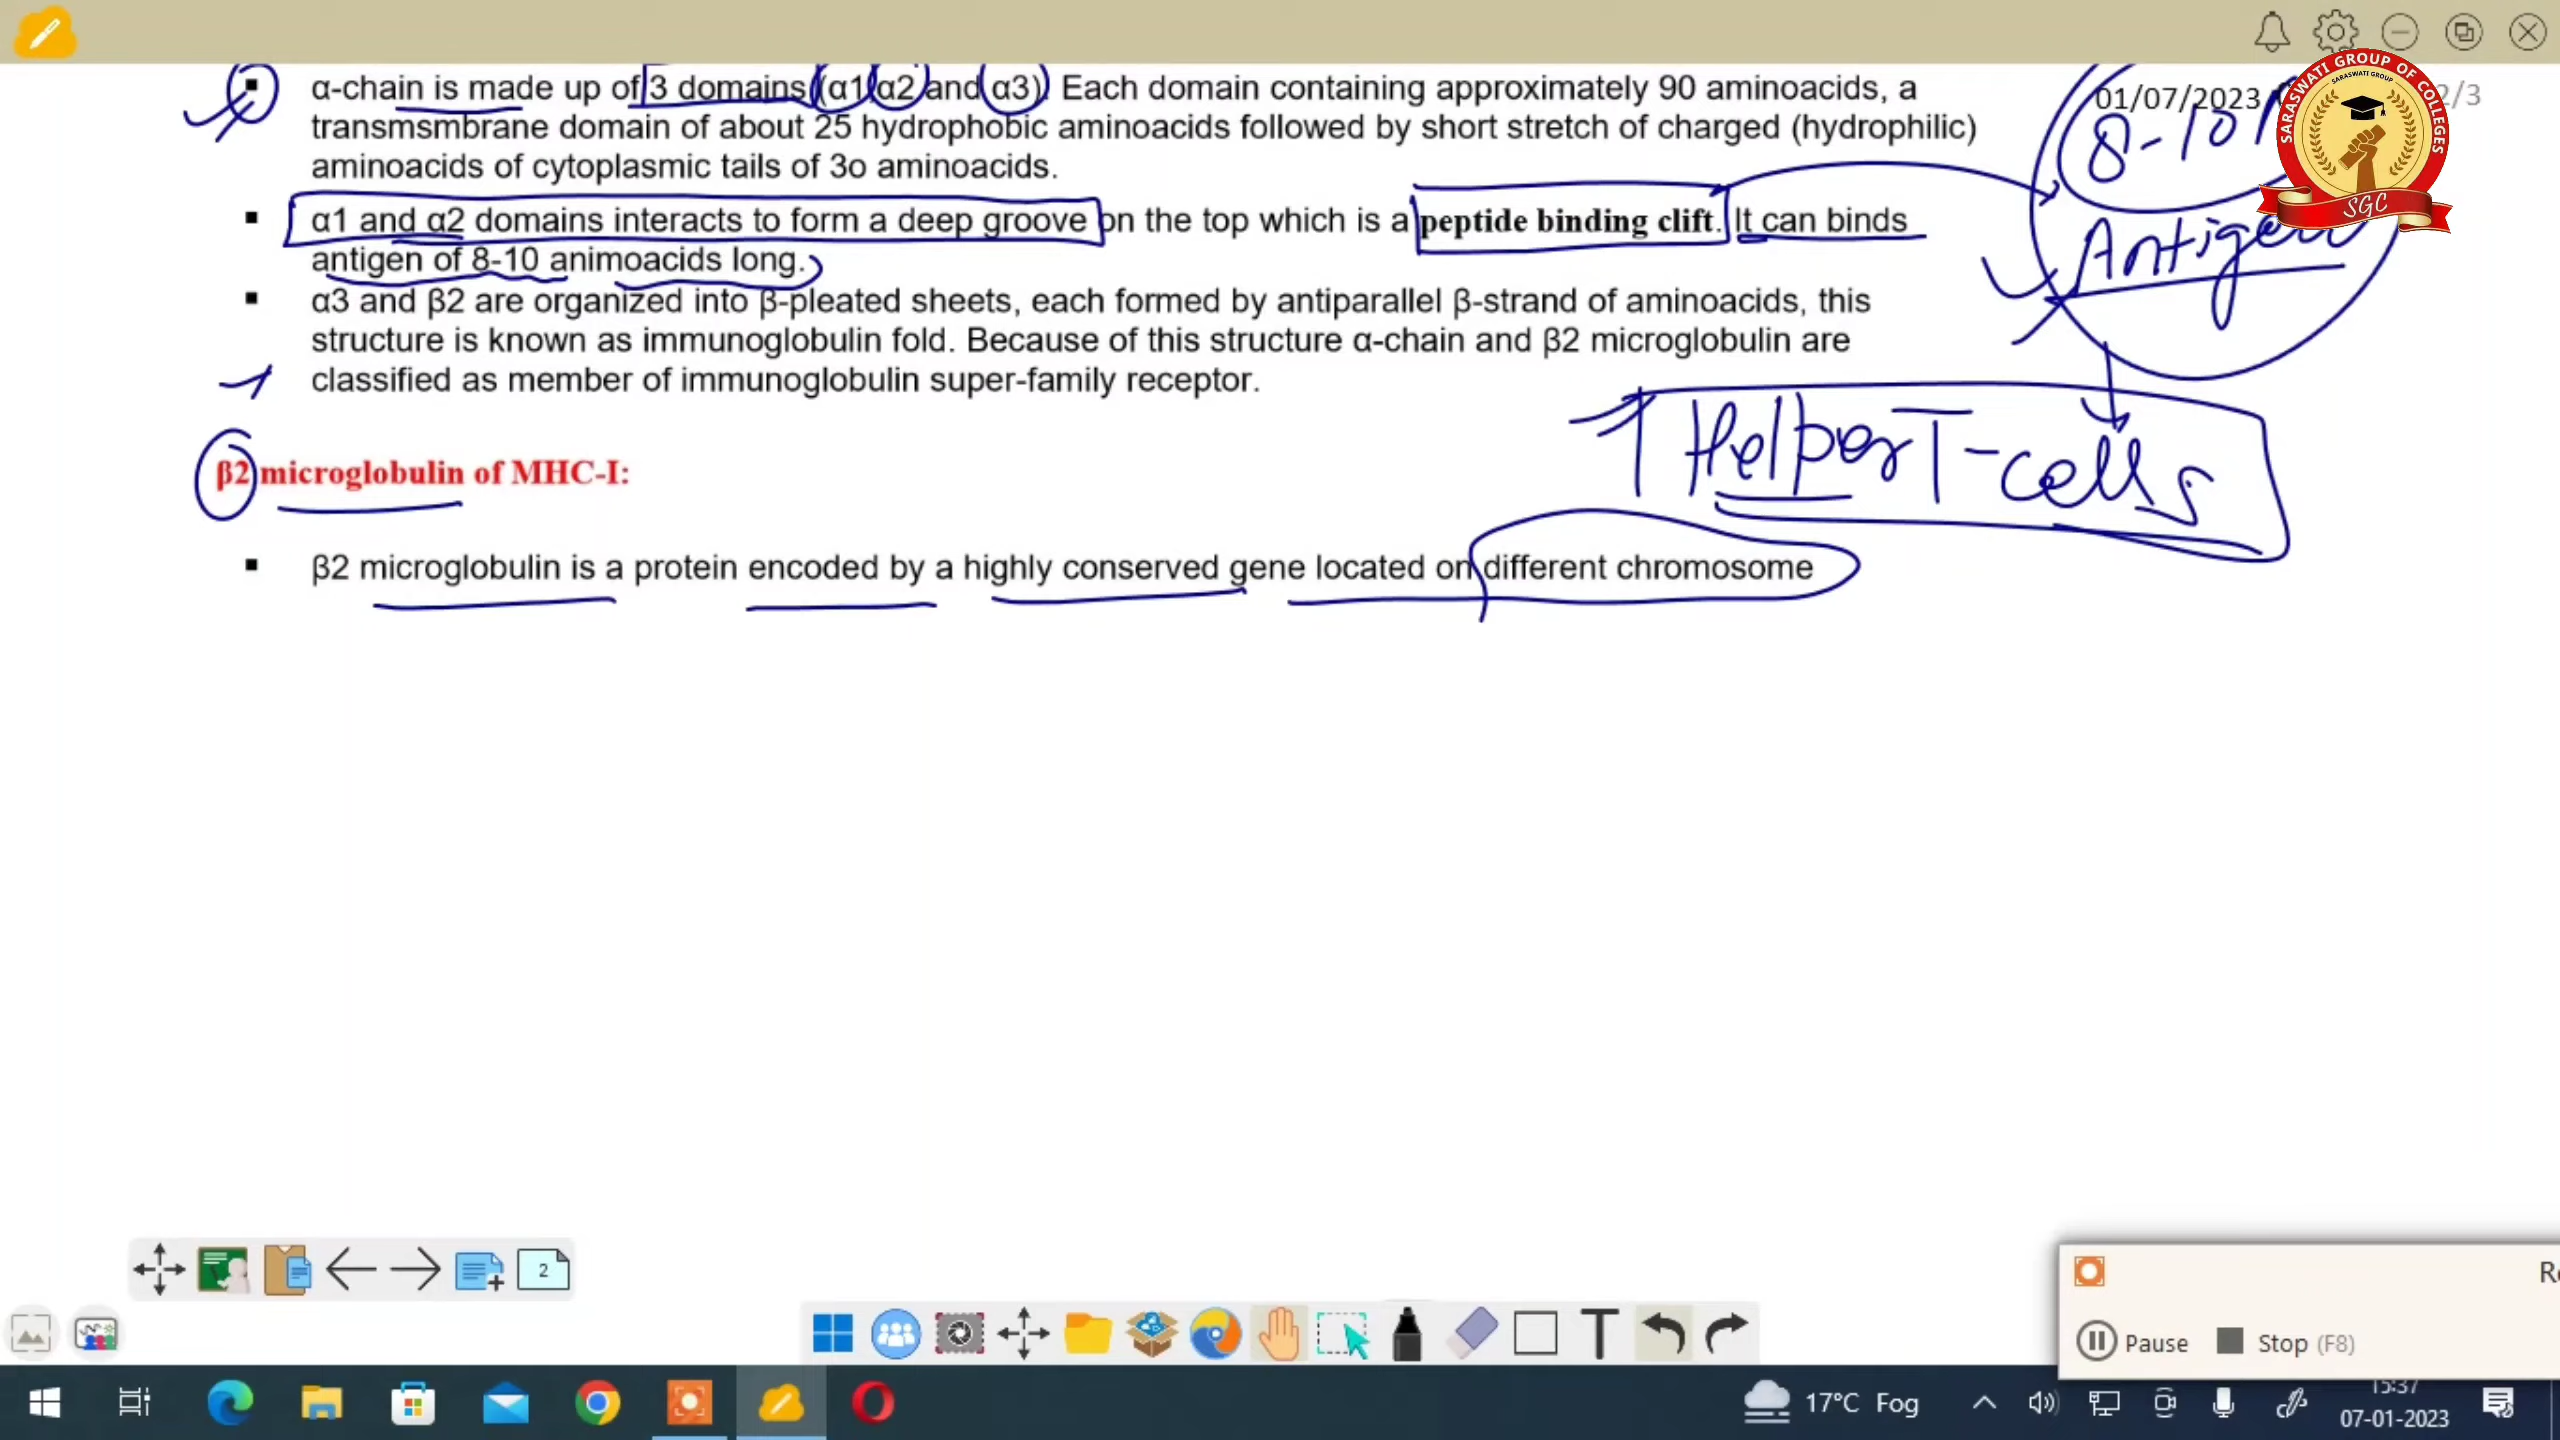 α-chain is made up of 3 domains (α1 α2 and α3). Each domain containing approximately 90 aminoacids, a
transmsmbrane domain of about 25 hydrophobic aminoacids followed by short stretch of charged (hydrophilic)
aminoacids of cytoplasmic tails of 3o aminoacids.
α1 and α2 domains interacts to form a deep groove on the top which is a peptide binding clift. It can binds
antigen of 8-10 animoacids long.
α3 and β2 are organized into β-pleated sheets, each formed by antiparallel β-strand of aminoacids, this
structure is known as immunoglobulin fold. Because of this structure α-chain and β2 microglobulin are
classified as member of immunoglobulin super-family receptor.
β2 microglobulin of MHC-I:
β2 microglobulin is a protein encoded by a highly conserved gene located on different chromosome
01/07/2023
2/3
8-10
Antigen
Helper T-cells
SARASWATI GROUP OF COLLEGES
SARASWATI GROUP
SGC
2
Pause
Stop (F8)
17°C Fog
15:37
07-01-2023